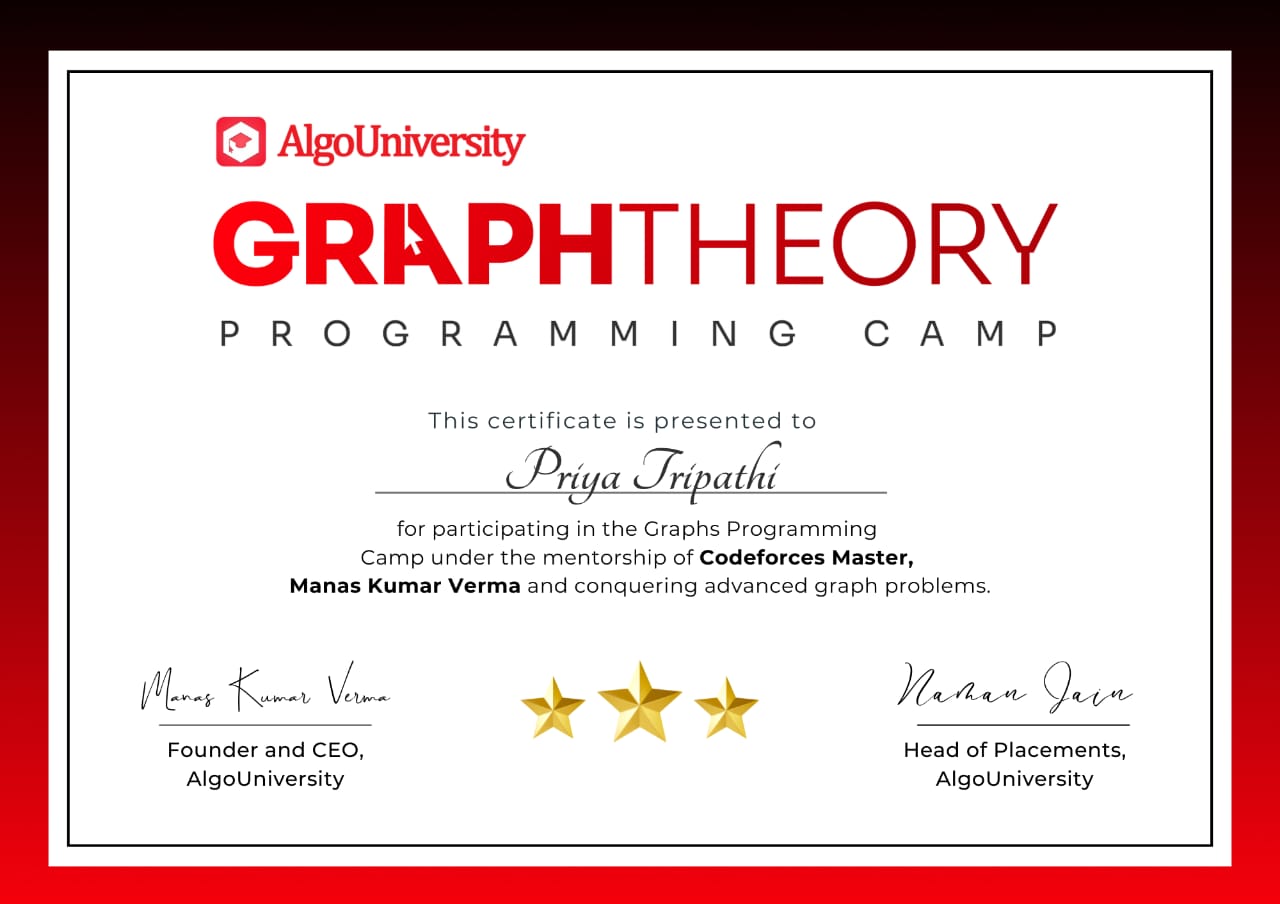 AlgoUniversity
GRAPHTHEORY
PROGRAMMING CAMP
This certificate is presented to
Priya Tripathi
for participating in the Graphs Programming
Camp under the mentorship of Codeforces Master,
Manas Kumar Verma and conquering advanced graph problems.
Manas Kumar Verma
Founder and CEO,
AlgoUniversity
Naman Jain
Head of Placements,
AlgoUniversity